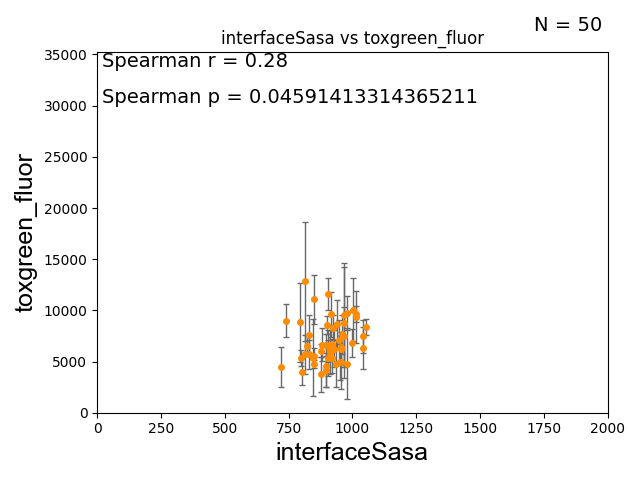 N = 50
interfaceSasa vs toxgreen_fluor
Spearman r = 0.28
Spearman p = 0.04591413314365211
35000
30000
25000
20000
15000
10000
5000
0
toxgreen_fluor
0 250 500 750 1000 1250 1500 1750 2000
interfaceSasa